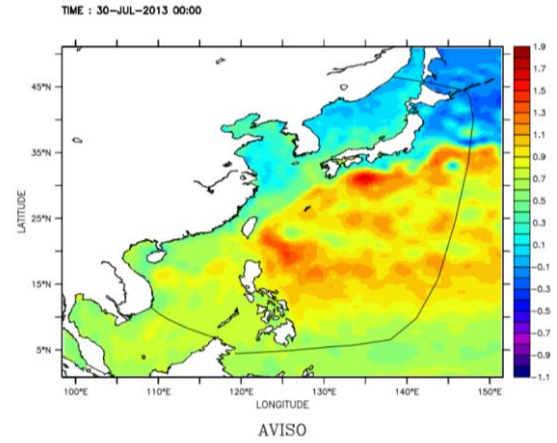 TIME : 30-JUL-2013 00:00
45°N
35°N
25°N
15°N
5°N
LATITUDE
100°E
110°E
120°E
130°E
140°E
150°E
LONGITUDE
1.9
1.7
1.5
1.3
1.1
0.9
0.7
0.5
0.3
0.1
-0.1
-0.3
-0.5
-0.7
-0.9
-1.1
AVISO